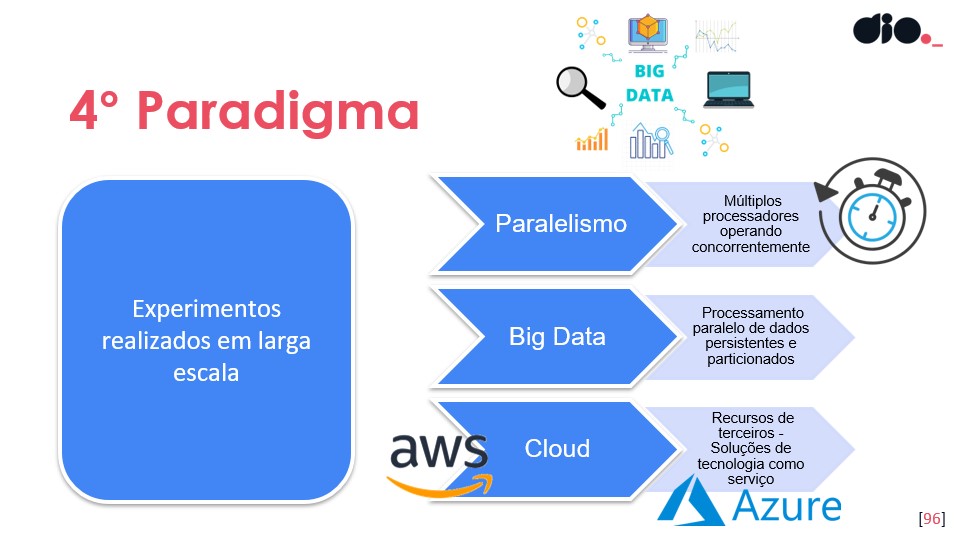 dio._
BIG
DATA
4° Paradigma
Experimentos
realizados em larga
escala
Paralelismo
Múltiplos
processadores
operando
concorrentemente
Big Data
Processamento
paralelo de dados
persistentes e
particionados
aws
Cloud
Recursos de
terceiros -
Soluções de
tecnologia como
serviço
Azure
[96]